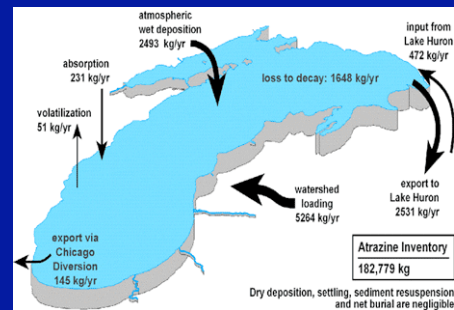 atmospheric
wet deposition
2493 kg/yr
input from
Lake Huron
472 kg/yr
absorption
231 kg/yr
loss to decay: 1648 kg/yr
volatilization
51 kg/yr
watershed
loading
5264 kg/yr
export to
Lake Huron
2531 kg/yr
export via
Chicago
Diversion
145 kg/yr
Atrazine Inventory
182,779 kg
Dry deposition, settling, sediment resuspension
and net burial are negligible